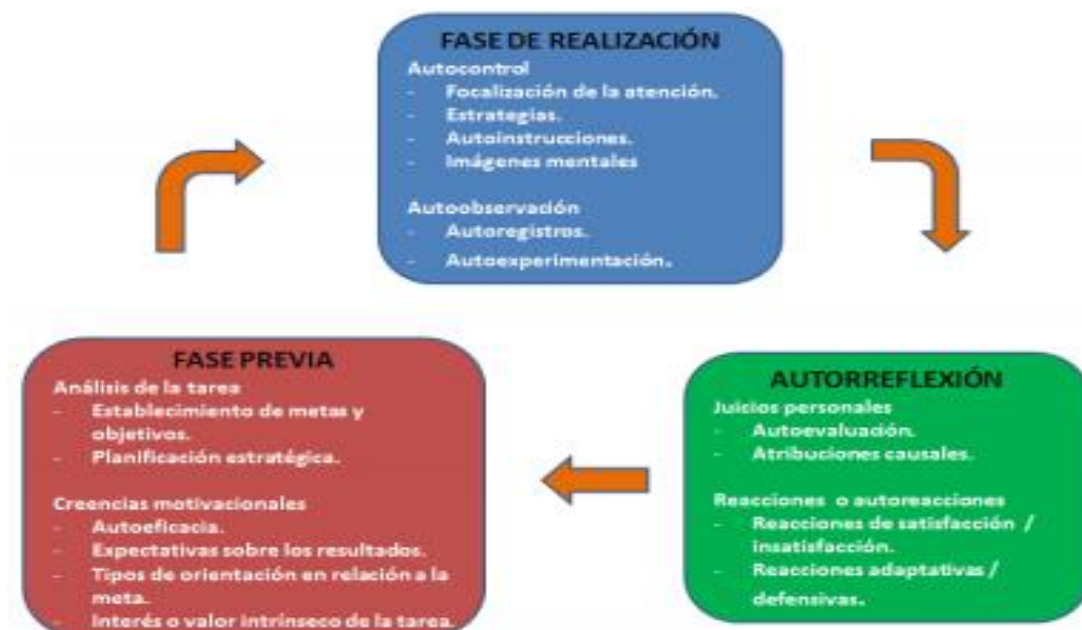 FASE DE REALIZACIÓN
Autocontrol
- Focalización de la atención.
- Estrategias.
- Autoinstrucciones.
- Imágenes mentales
Autoobservación
- Autoregistros.
- Autoexperimentación.
FASE PREVIA
Análisis de la tarea
- Establecimiento de metas y
objetivos.
- Planificación estratégica.
Creencias motivacionales
- Autoeficacia.
- Expectativas sobre los resultados.
- Tipos de orientación en relación a la
meta.
- Interés o valor intrínseco de la tarea.
AUTORREFLEXIÓN
Juicios personales
- Autoevaluación.
- Atribuciones causales.
Reacciones o autoreacciones
- Reacciones de satisfacción /
insatisfacción.
- Reacciones adaptativas /
defensivas.